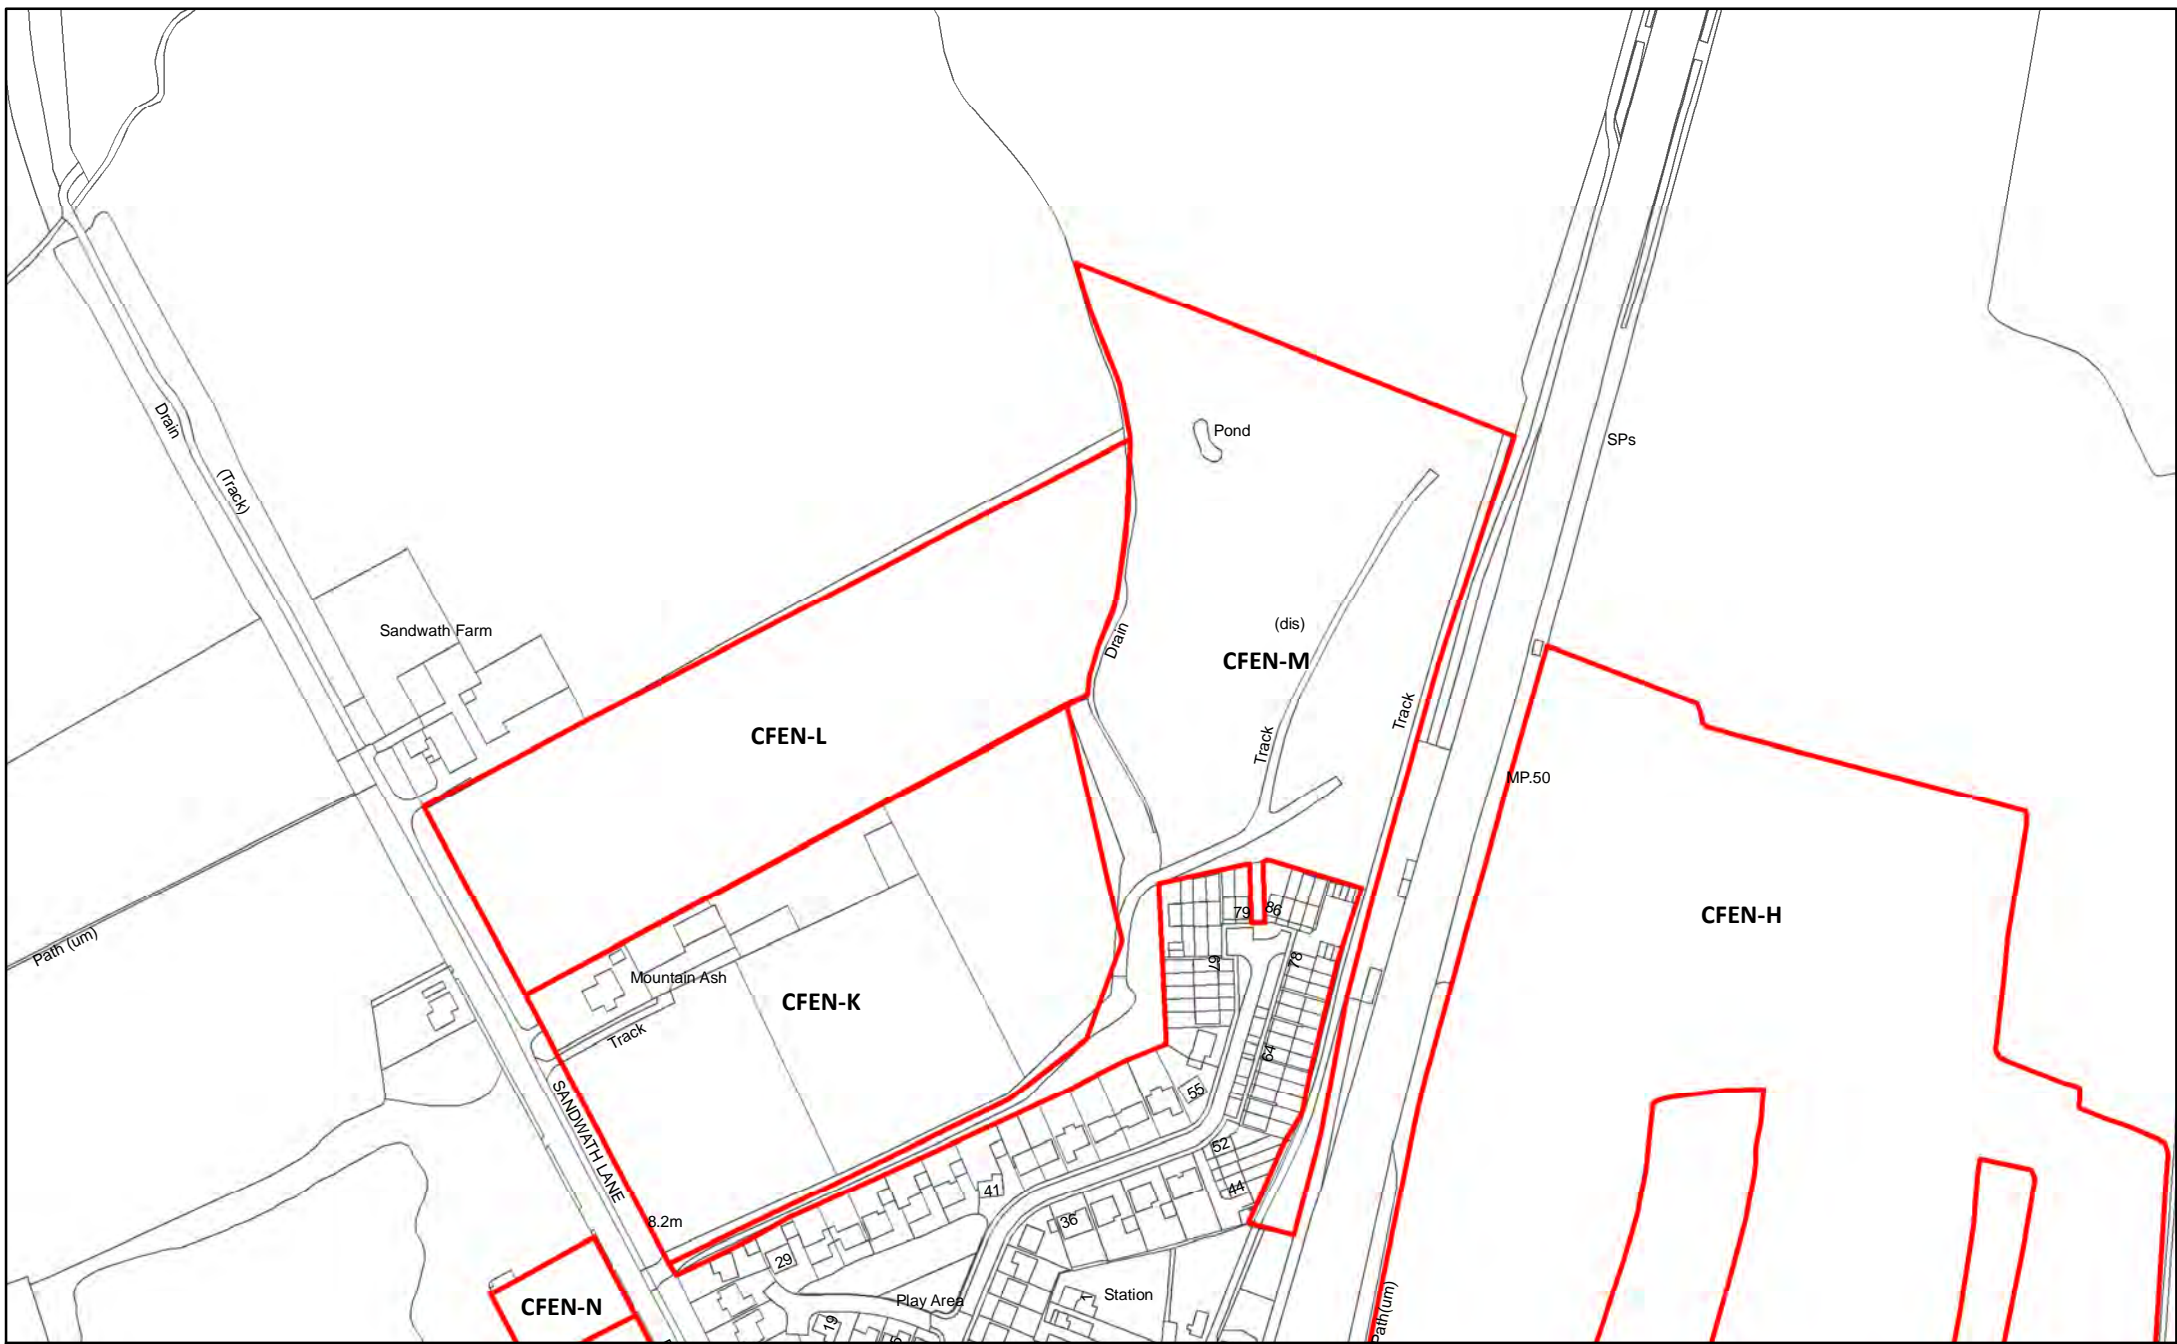 Drain
(Track)
Pond
SPs
Sandwath Farm
Drain
(dis)
CFEN-M
CFEN-L
Track
Track
MP.50
CFEN-H
79
86
Path (um)
67
78
Mountain Ash
CFEN-K
Track
64
SANDWATH LANE
55
52
41
44
8.2m
36
29
CFEN-N
Play Area
1
Station
Path(um)
19